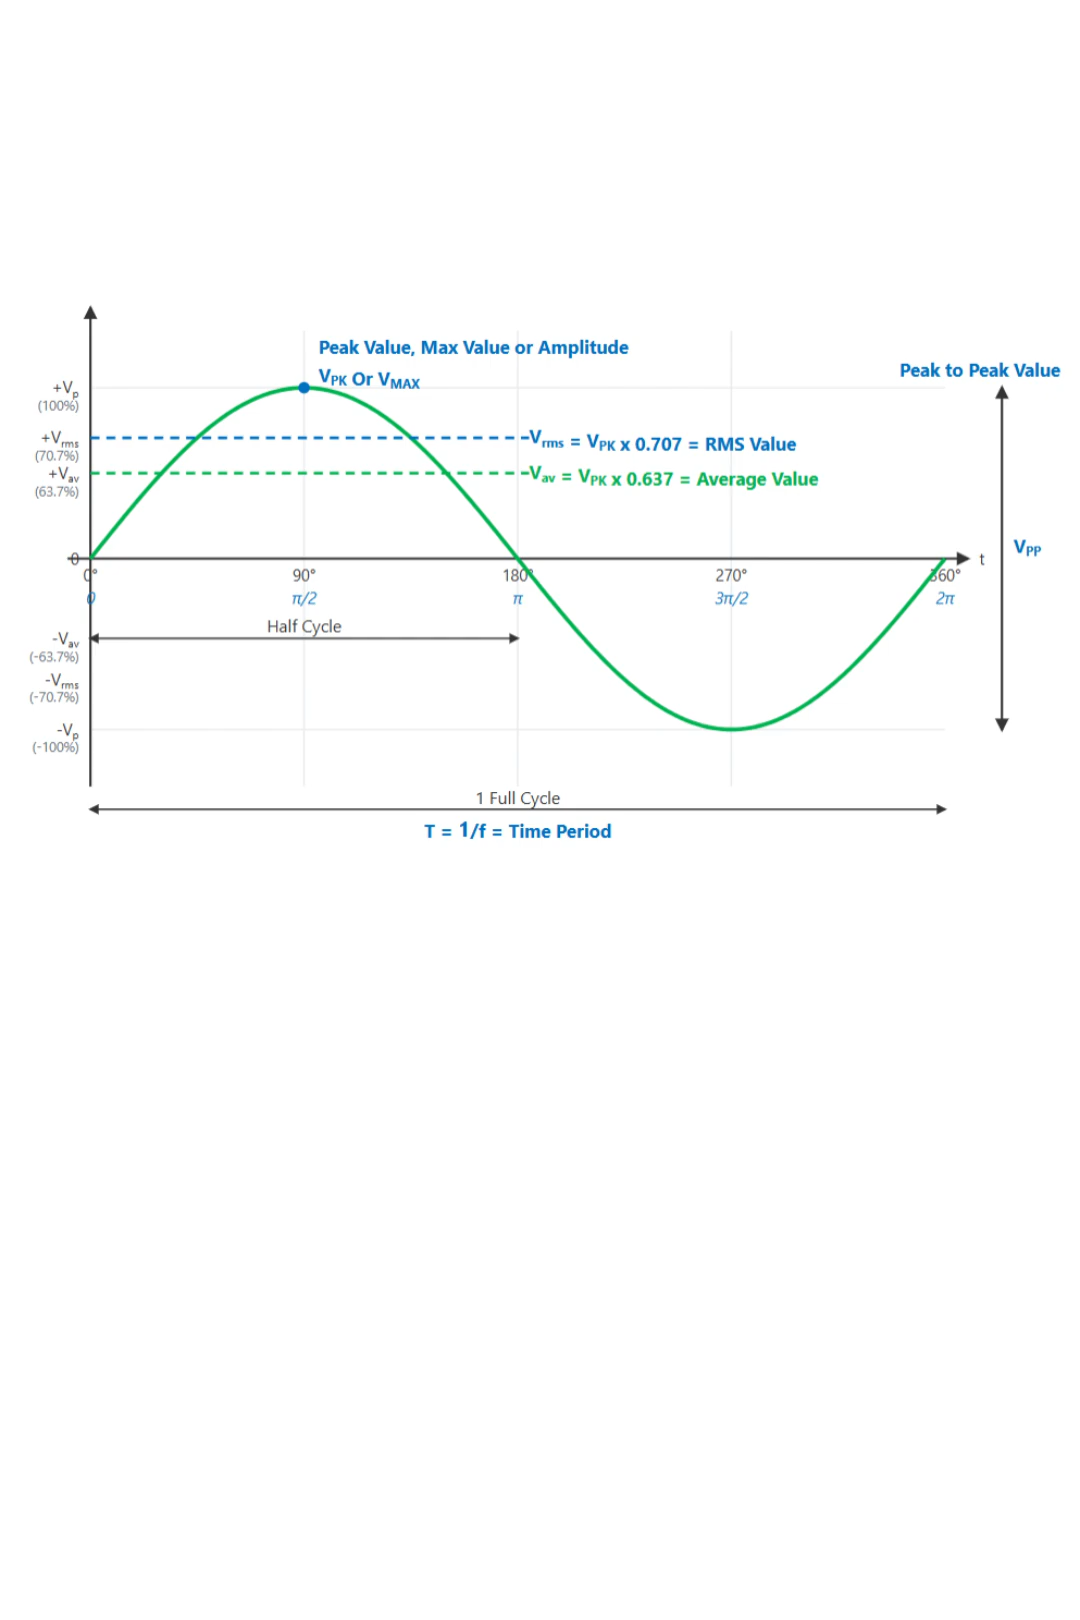 Peak Value, Max Value or Amplitude
VPK Or VMAX
Peak to Peak Value
+Vp
(100%)
+Vrms
(70.7%)
Vrms = VPK x 0.707 = RMS Value
+Vav
(63.7%)
Vav = VPK x 0.637 = Average Value
VPP
0
t
0° 90° 180° 270° 360°
0 π/2 π 3π/2 2π
Half Cycle
-Vav
(-63.7%)
-Vrms
(-70.7%)
-Vp
(-100%)
1 Full Cycle
T = 1/f = Time Period